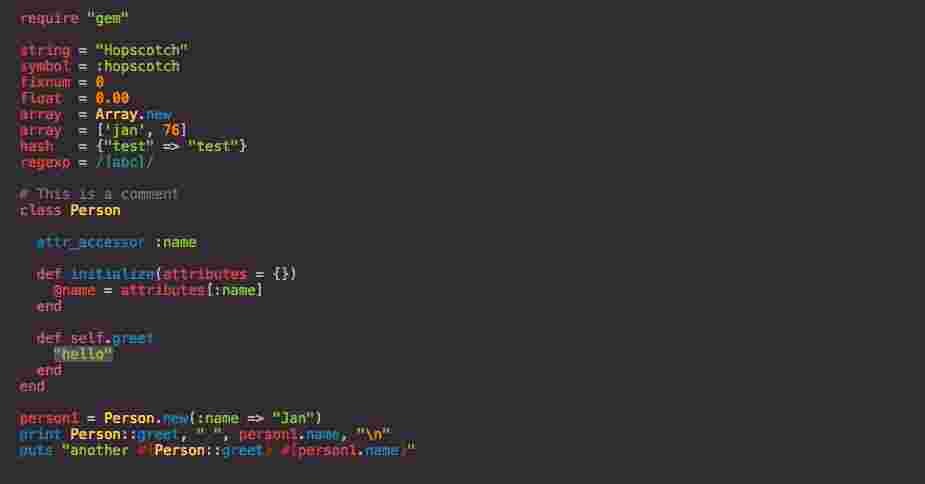 require "gem"
string = "Hopscotch"
symbol = :hopscotch
fixnum = 0
float  = 0.00
array  = Array.new
array  = ['jan', 76]
hash   = {"test" => "test"}
regexp = /[abc]/
# This is a comment
class Person
  attr_accessor :name
  def initialize(attributes = {})
    @name = attributes[:name]
  end
  def self.greet
    "hello"
  end
end
person1 = Person.new(:name => "Jan")
print Person::greet, " ", person1.name, "\n"
puts "another #{Person::greet} #{person1.name}"